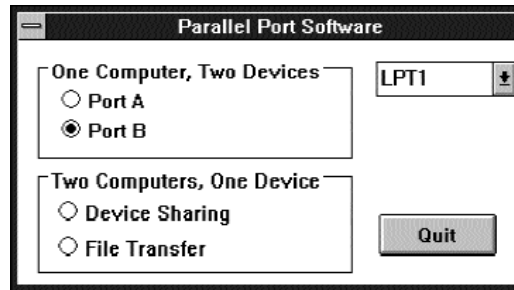 Parallel Port Software
One Computer, Two Devices
Port A
Port B
LPT1
Two Computers, One Device
Device Sharing
File Transfer
Quit